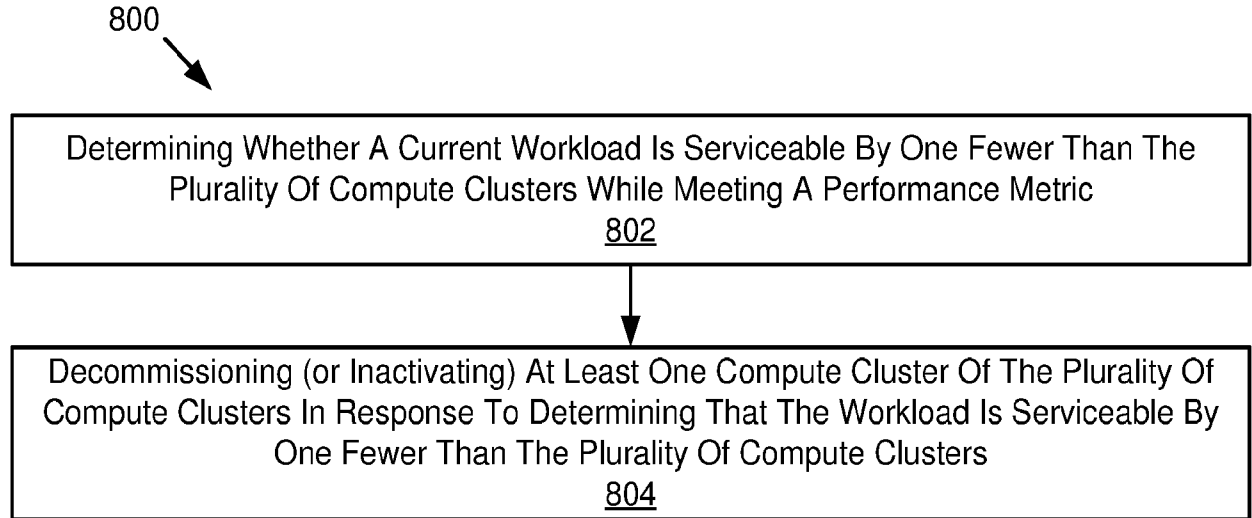 800
Determining Whether A Current Workload Is Serviceable By One Fewer Than The
Plurality Of Compute Clusters While Meeting A Performance Metric
802
Decommissioning (or Inactivating) At Least One Compute Cluster Of The Plurality Of
Compute Clusters In Response To Determining That The Workload Is Serviceable By
One Fewer Than The Plurality Of Compute Clusters
804